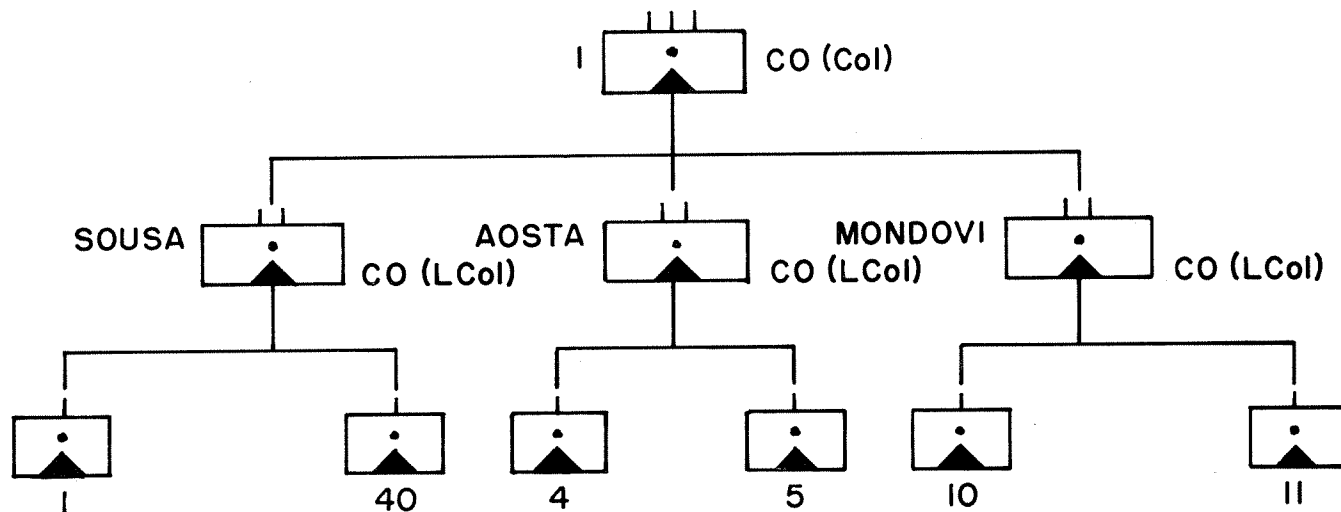 1 CO (Col)
SOUSA CO (LCol)
AOSTA CO (LCol)
MONDOVI CO (LCol)
1 40 4 5 10 11